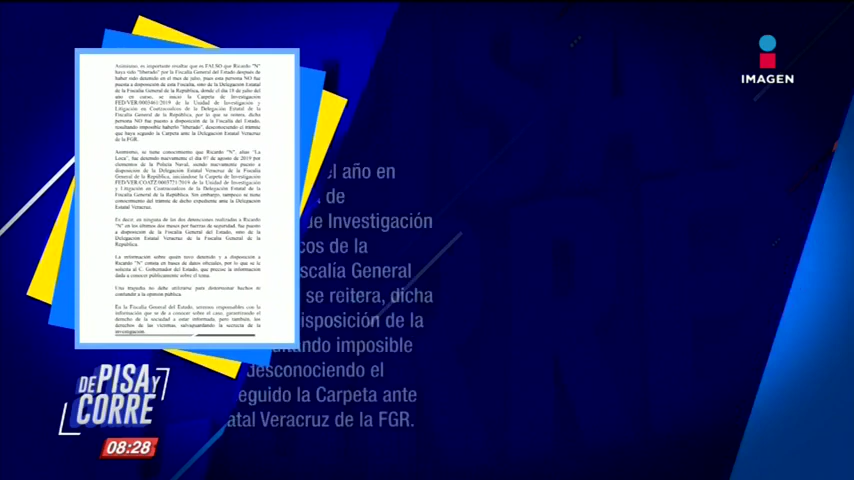 Asimismo, es importante resaltar que es FALSO que Ricardo "N"
haya sido "liberado" por la Fiscalía General del Estado después de
haber sido detenido en el mes de julio, pues esta persona NO fue
puesta a disposición de esta Fiscalía, sino de la Delegación Estatal
de la Fiscalía General de la República, donde el día 18 de julio del
año en curso, se inició la Carpeta de Investigación
de la Unidad de Investigación y
Litigación en Veracruz de la Delegación Estatal de la
Fiscalía General de la República, por lo que se reitera, dicha
persona NO fue puesto a disposición de la Fiscalía del Estado,
resultando imposible haberlo "liberado", desconociendo el trámite
que haya seguido la Carpeta ante la Delegación Estatal Veracruz
de la FGR.
Asimismo, se tiene conocimiento que Ricardo "N", alias "La
Loca", fue detenido nuevamente el día 07 de agosto de 2019 por
elementos de la Policía Naval, siendo nuevamente puesto a
disposición de la Delegación Estatal Veracruz de la Fiscalía
General de la República, iniciándose la Carpeta de Investigación
de la Unidad de Investigación
y Litigación en de la Delegación Estatal de la
Fiscalía General de la República. Sin embargo, tampoco se tiene
conocimiento del trámite de dicho expediente ante la Delegación
Estatal Veracruz.
Es decir, en ninguna de las dos detenciones realizadas a Ricardo
"N" en los últimos dos meses por fuerzas de seguridad, fue puesto
a disposición de la Fiscalía General del Estado, sino de la
Delegación Estatal Veracruz de la Fiscalía General de la
República.
La información sobre quién tuvo detenido y a disposición a
Ricardo "N" consta en bases de datos oficiales, por lo que se le
solicita al C. Gobernador del Estado, que precise la información
dada a conocer públicamente sobre el tema.
Una tragedia no debe utilizarse para distorsionar hechos ni
confundir a la opinión pública.
En la Fiscalía General del Estado, seremos responsables con la
información que se dé a conocer sobre el caso, garantizando el
derecho de la sociedad a estar informada, pero también, los
derechos de las víctimas, salvaguardando la secrecía de la
investigación.
el año en
de
de Investigación
cos de la
scalía General
se reitera, dicha
isposición de la
ltando imposible
desconociendo el
eguido la Carpeta ante
atal Veracruz de la FGR.
IMAGEN
DE PISA Y
CORRE
08:28